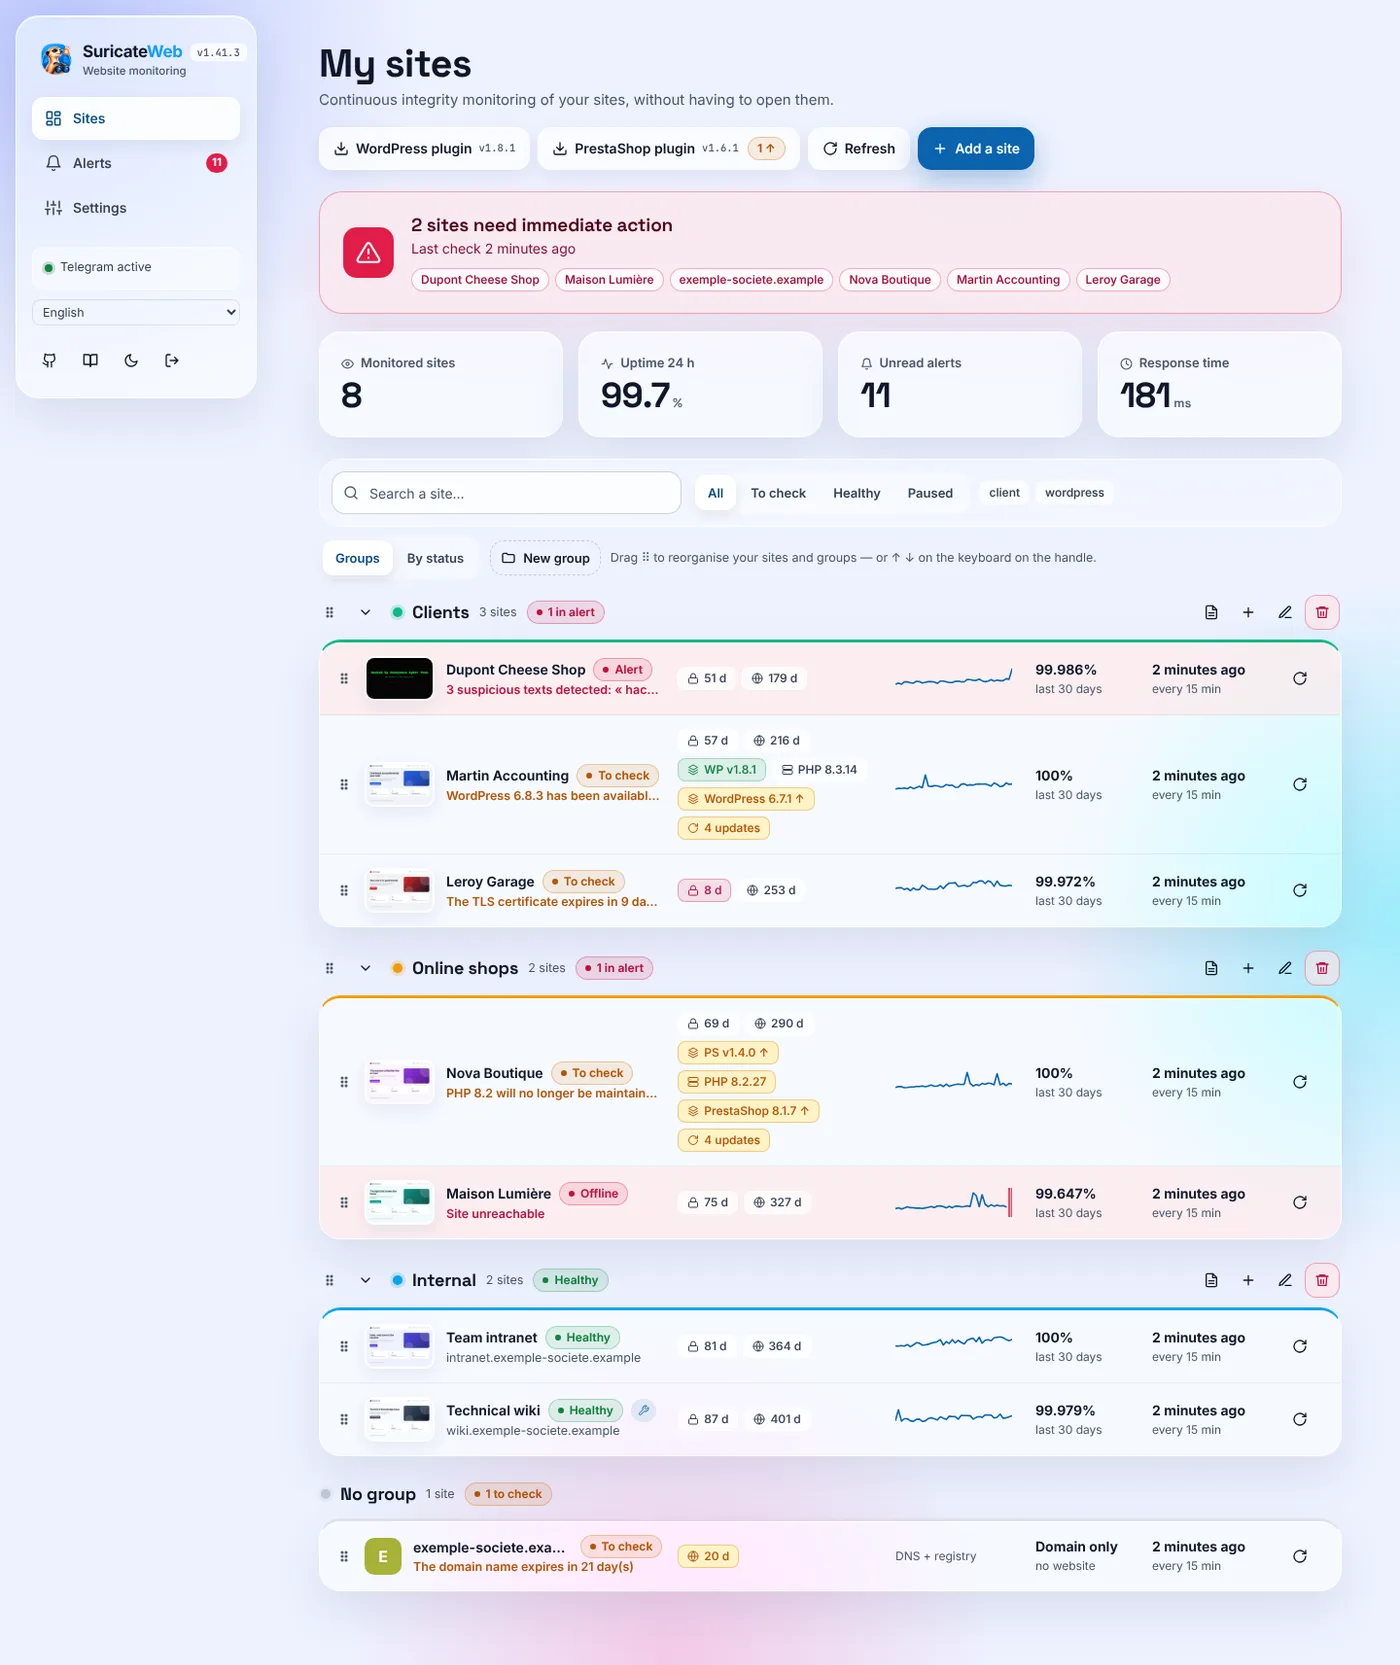 SuricateWeb v1.41.3
Website monitoring
Sites
Alerts 11
Settings
Telegram active
English
My sites
Continuous integrity monitoring of your sites, without having to open them.
WordPress plugin v1.8.1 PrestaShop plugin v1.6.1 1 ↑ Refresh + Add a site
2 sites need immediate action
Last check 2 minutes ago
Dupont Cheese Shop Maison Lumière exemple-societe.example Nova Boutique Martin Accounting Leroy Garage
Monitored sites
8
Uptime 24 h
99.7 %
Unread alerts
11
Response time
181 ms
Search a site... All To check Healthy Paused client wordpress
Groups By status New group Drag ⠿ to reorganise your sites and groups — or ↑ ↓ on the keyboard on the handle.
Clients 3 sites 1 in alert
Dupont Cheese Shop Alert
3 suspicious texts detected: « hac...
51 d 179 d
99.986%
last 30 days
2 minutes ago
every 15 min
Martin Accounting To check
WordPress 6.8.3 has been availabl...
57 d 216 d
WP v1.8.1 PHP 8.3.14
WordPress 6.7.1 ↑
4 updates
100%
last 30 days
2 minutes ago
every 15 min
Leroy Garage To check
The TLS certificate expires in 9 da...
8 d 253 d
99.972%
last 30 days
2 minutes ago
every 15 min
Online shops 2 sites 1 in alert
Nova Boutique To check
PHP 8.2 will no longer be maintain...
69 d 290 d
PS v1.4.0 ↑
PHP 8.2.27
PrestaShop 8.1.7 ↑
4 updates
100%
last 30 days
2 minutes ago
every 15 min
Maison Lumière Offline
Site unreachable
75 d 327 d
99.647%
last 30 days
2 minutes ago
every 15 min
Internal 2 sites Healthy
Team intranet Healthy
intranet.exemple-societe.example
81 d 364 d
100%
last 30 days
2 minutes ago
every 15 min
Technical wiki Healthy
wiki.exemple-societe.example
87 d 401 d
99.979%
last 30 days
2 minutes ago
every 15 min
No group 1 site 1 to check
E
exemple-societe.exa... To check
The domain name expires in 21 day(s)
20 d
DNS + registry
Domain only
no website
2 minutes ago
every 15 min